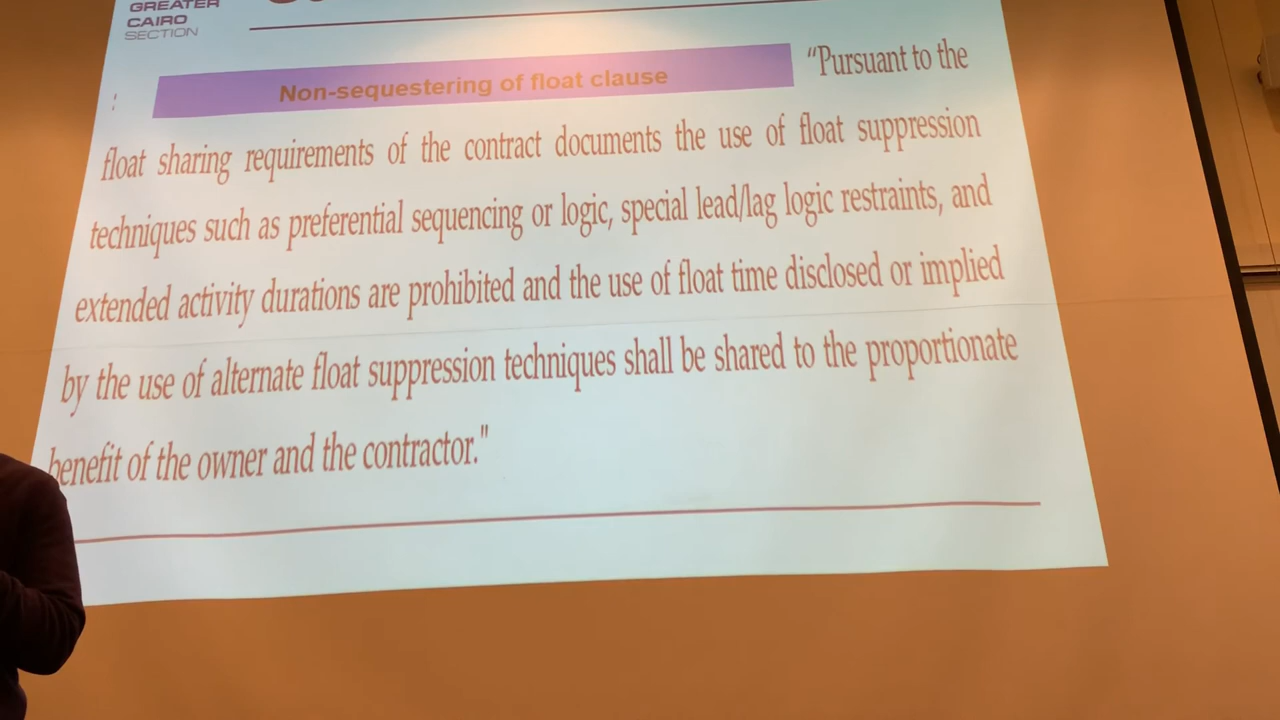 GREATER
CAIRO
SECTION
Non-sequestering of float clause
“Pursuant to the
float sharing requirements of the contract documents the use of float suppression
techniques such as preferential sequencing or logic, special lead/lag logic restraints, and
extended activity durations are prohibited and the use of float time disclosed or implied
by the use of alternate float suppression techniques shall be shared to the proportionate
benefit of the owner and the contractor."